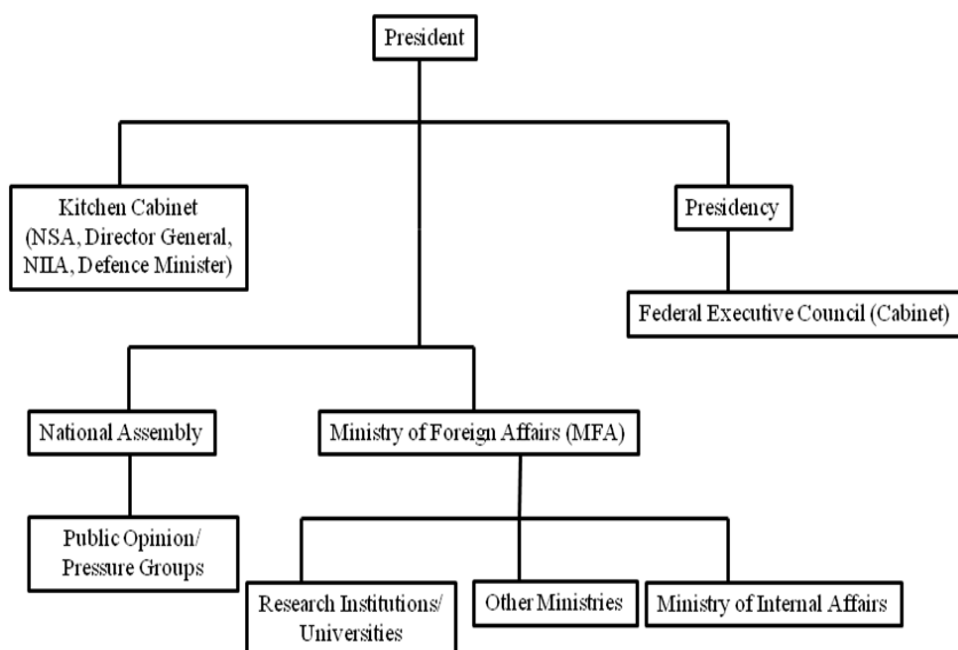 President
Kitchen Cabinet
(NSA, Director General,
NIIA, Defence Minister)
Presidency
Federal Executive Council (Cabinet)
National Assembly
Ministry of Foreign Affairs (MFA)
Public Opinion/
Pressure Groups
Research Institutions/
Universities
Other Ministries
Ministry of Internal Affairs